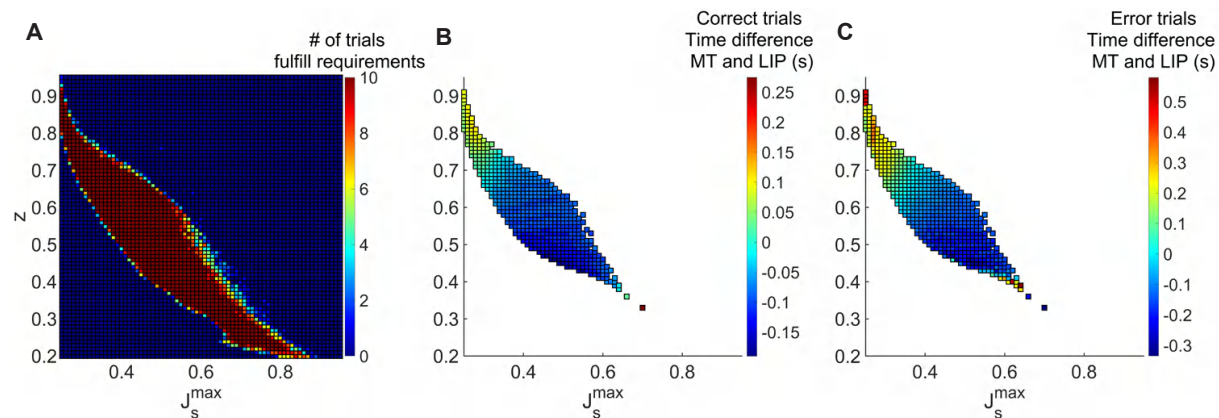 A
# of trials
fulfill requirements
10
8
6
4
2
0
0.9
0.8
0.7
0.6
0.5
0.4
0.3
0.2
z
0.4 0.6 0.8
J_s^max
B
Correct trials
Time difference
MT and LIP (s)
0.25
0.2
0.15
0.1
0.05
0
-0.05
-0.1
-0.15
0.9
0.8
0.7
0.6
0.5
0.4
0.3
0.2
0.4 0.6 0.8
J_s^max
C
Error trials
Time difference
MT and LIP (s)
0.5
0.4
0.3
0.2
0.1
0
-0.1
-0.2
-0.3
0.9
0.8
0.7
0.6
0.5
0.4
0.3
0.2
0.4 0.6 0.8
J_s^max